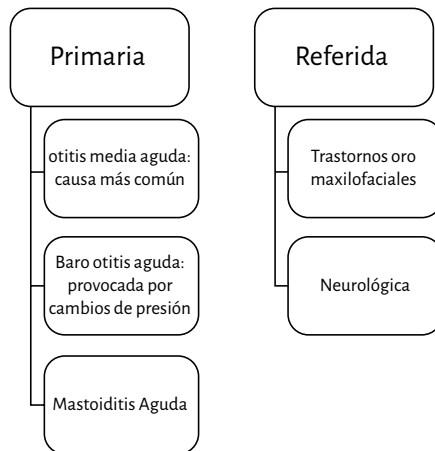 Primaria
otitis media aguda:
causa más común
Baro otitis aguda:
provocada por
cambios de presión
Mastoiditis Aguda
Referida
Trastornos oro
maxilofaciales
Neurológica